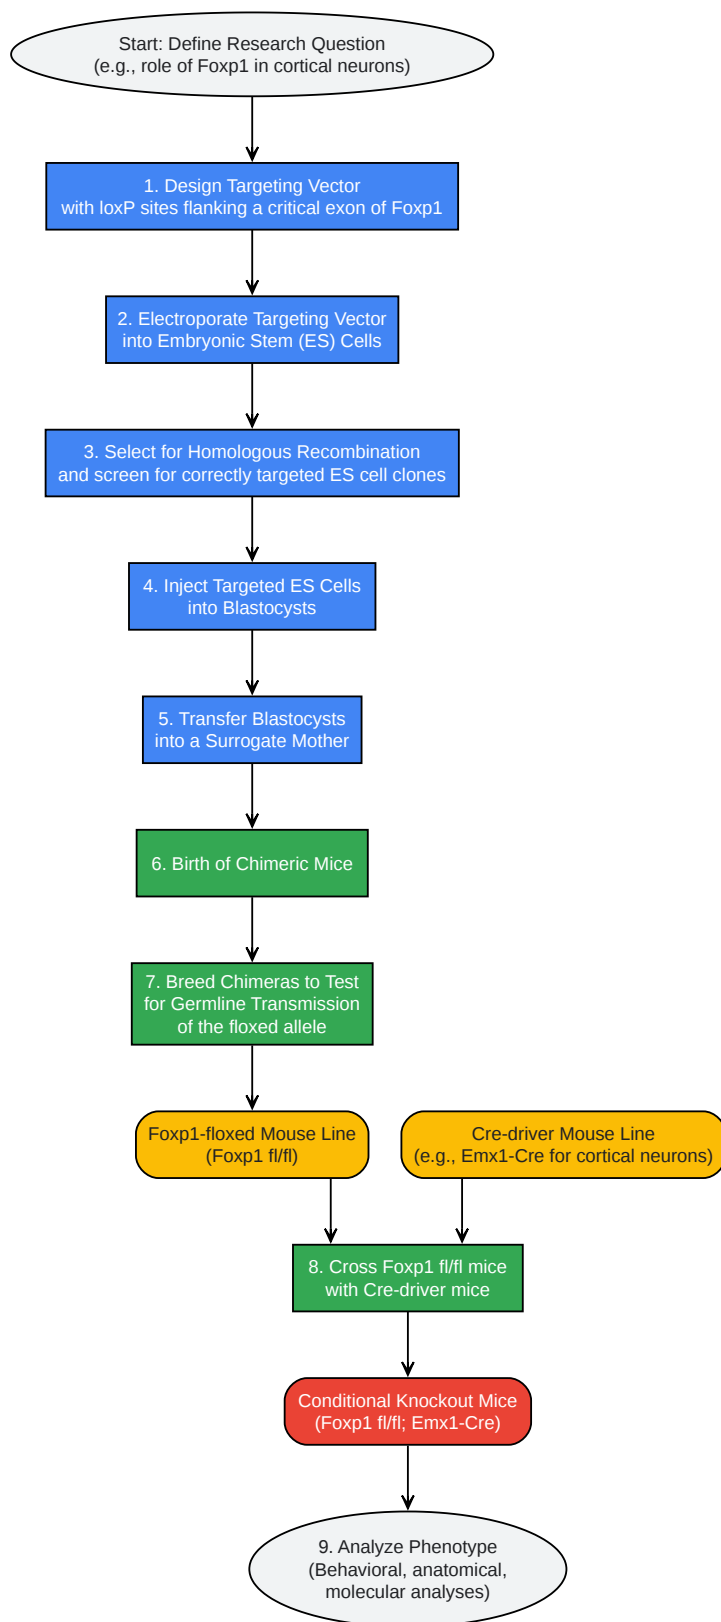 Start: Define Research Question
(e.g., role of Foxp1 in cortical neurons)
1. Design Targeting Vector
with loxP sites flanking a critical exon of Foxp1
2. Electroporate Targeting Vector
into Embryonic Stem (ES) Cells
3. Select for Homologous Recombination
and screen for correctly targeted ES cell clones
4. Inject Targeted ES Cells
into Blastocysts
5. Transfer Blastocysts
into a Surrogate Mother
6. Birth of Chimeric Mice
7. Breed Chimeras to Test
for Germline Transmission
of the floxed allele
Foxp1-floxed Mouse Line
(Foxp1 fl/fl)
Cre-driver Mouse Line
(e.g., Emx1-Cre for cortical neurons)
8. Cross Foxp1 fl/fl mice
with Cre-driver mice
Conditional Knockout Mice
(Foxp1 fl/fl; Emx1-Cre)
9. Analyze Phenotype
(Behavioral, anatomical,
molecular analyses)